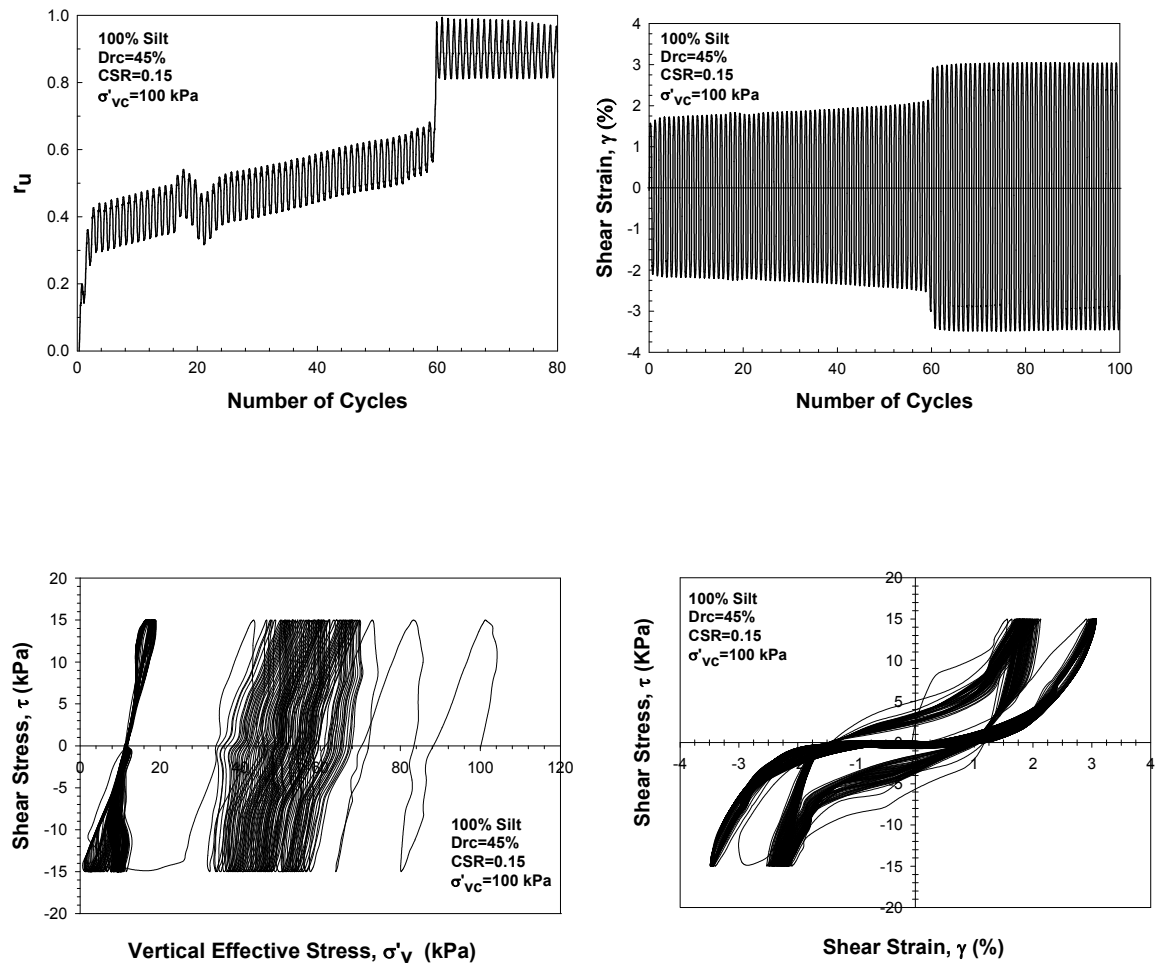 1.0
0.8
0.6
0.4
0.2
0.0
r_u
100% Silt
Drc=45%
CSR=0.15
σ'vc=100 kPa
0 20 40 60 80
Number of Cycles
4
3
2
1
0
-1
-2
-3
-4
Shear Strain, γ (%)
100% Silt
Drc=45%
CSR=0.15
σ'vc=100 kPa
0 20 40 60 80 100
Number of Cycles
20
15
10
5
0
-5
-10
-15
-20
Shear Stress, τ (kPa)
0 20 40 60 80 100 120
100% Silt
Drc=45%
CSR=0.15
σ'vc=100 kPa
Vertical Effective Stress, σ'v (kPa)
20
15
10
5
0
-5
-10
-15
-20
Shear Stress, τ (KPa)
100% Silt
Drc=45%
CSR=0.15
σ'vc=100 kPa
-4 -3 -2 -1 0 1 2 3 4
Shear Strain, γ (%)